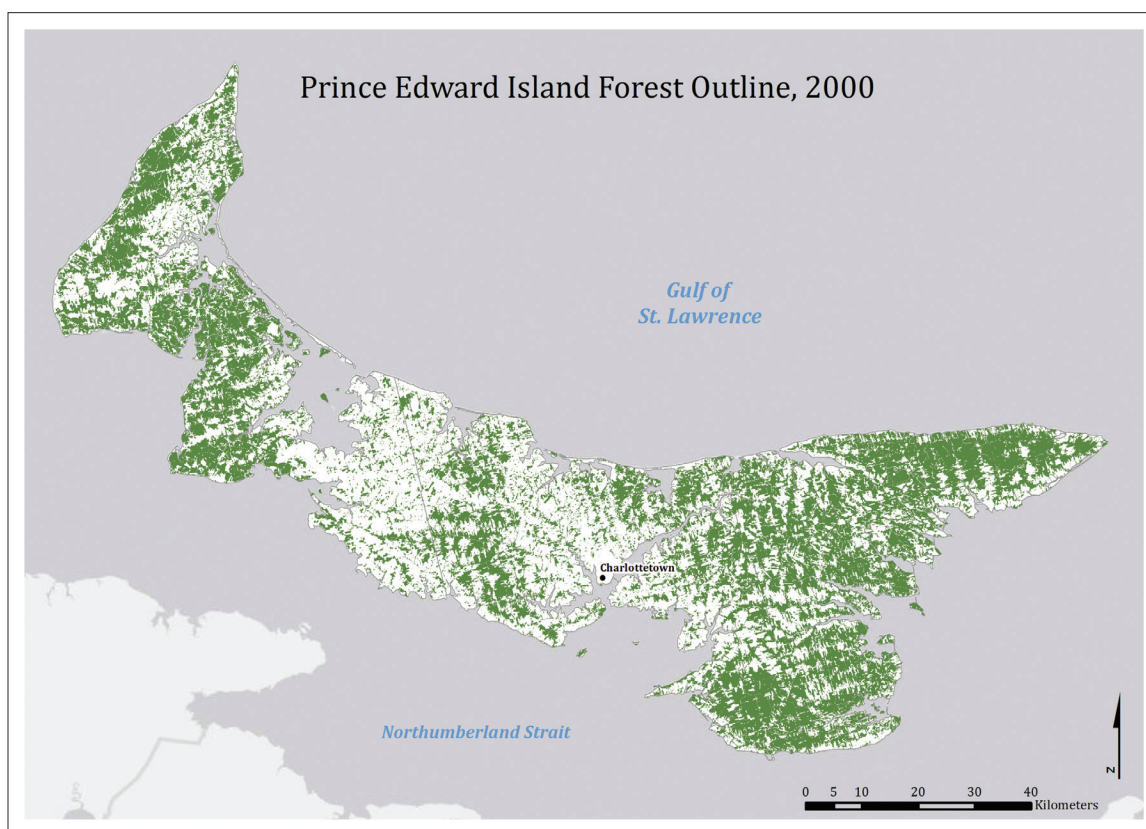 Prince Edward Island Forest Outline, 2000
Gulf of
St. Lawrence
Charlottetown
Northumberland Strait
N
0 5 10 20 30 40
Kilometers